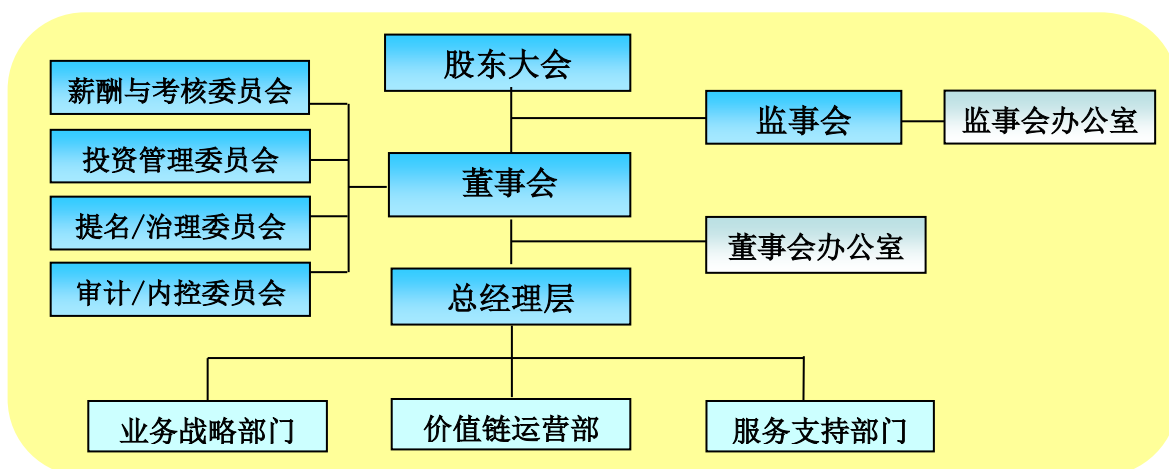 股东大会
薪酬与考核委员会
监事会
监事会办公室
投资管理委员会
董事会
提名/治理委员会
董事会办公室
审计/内控委员会
总经理层
业务战略部门
价值链运营部
服务支持部门